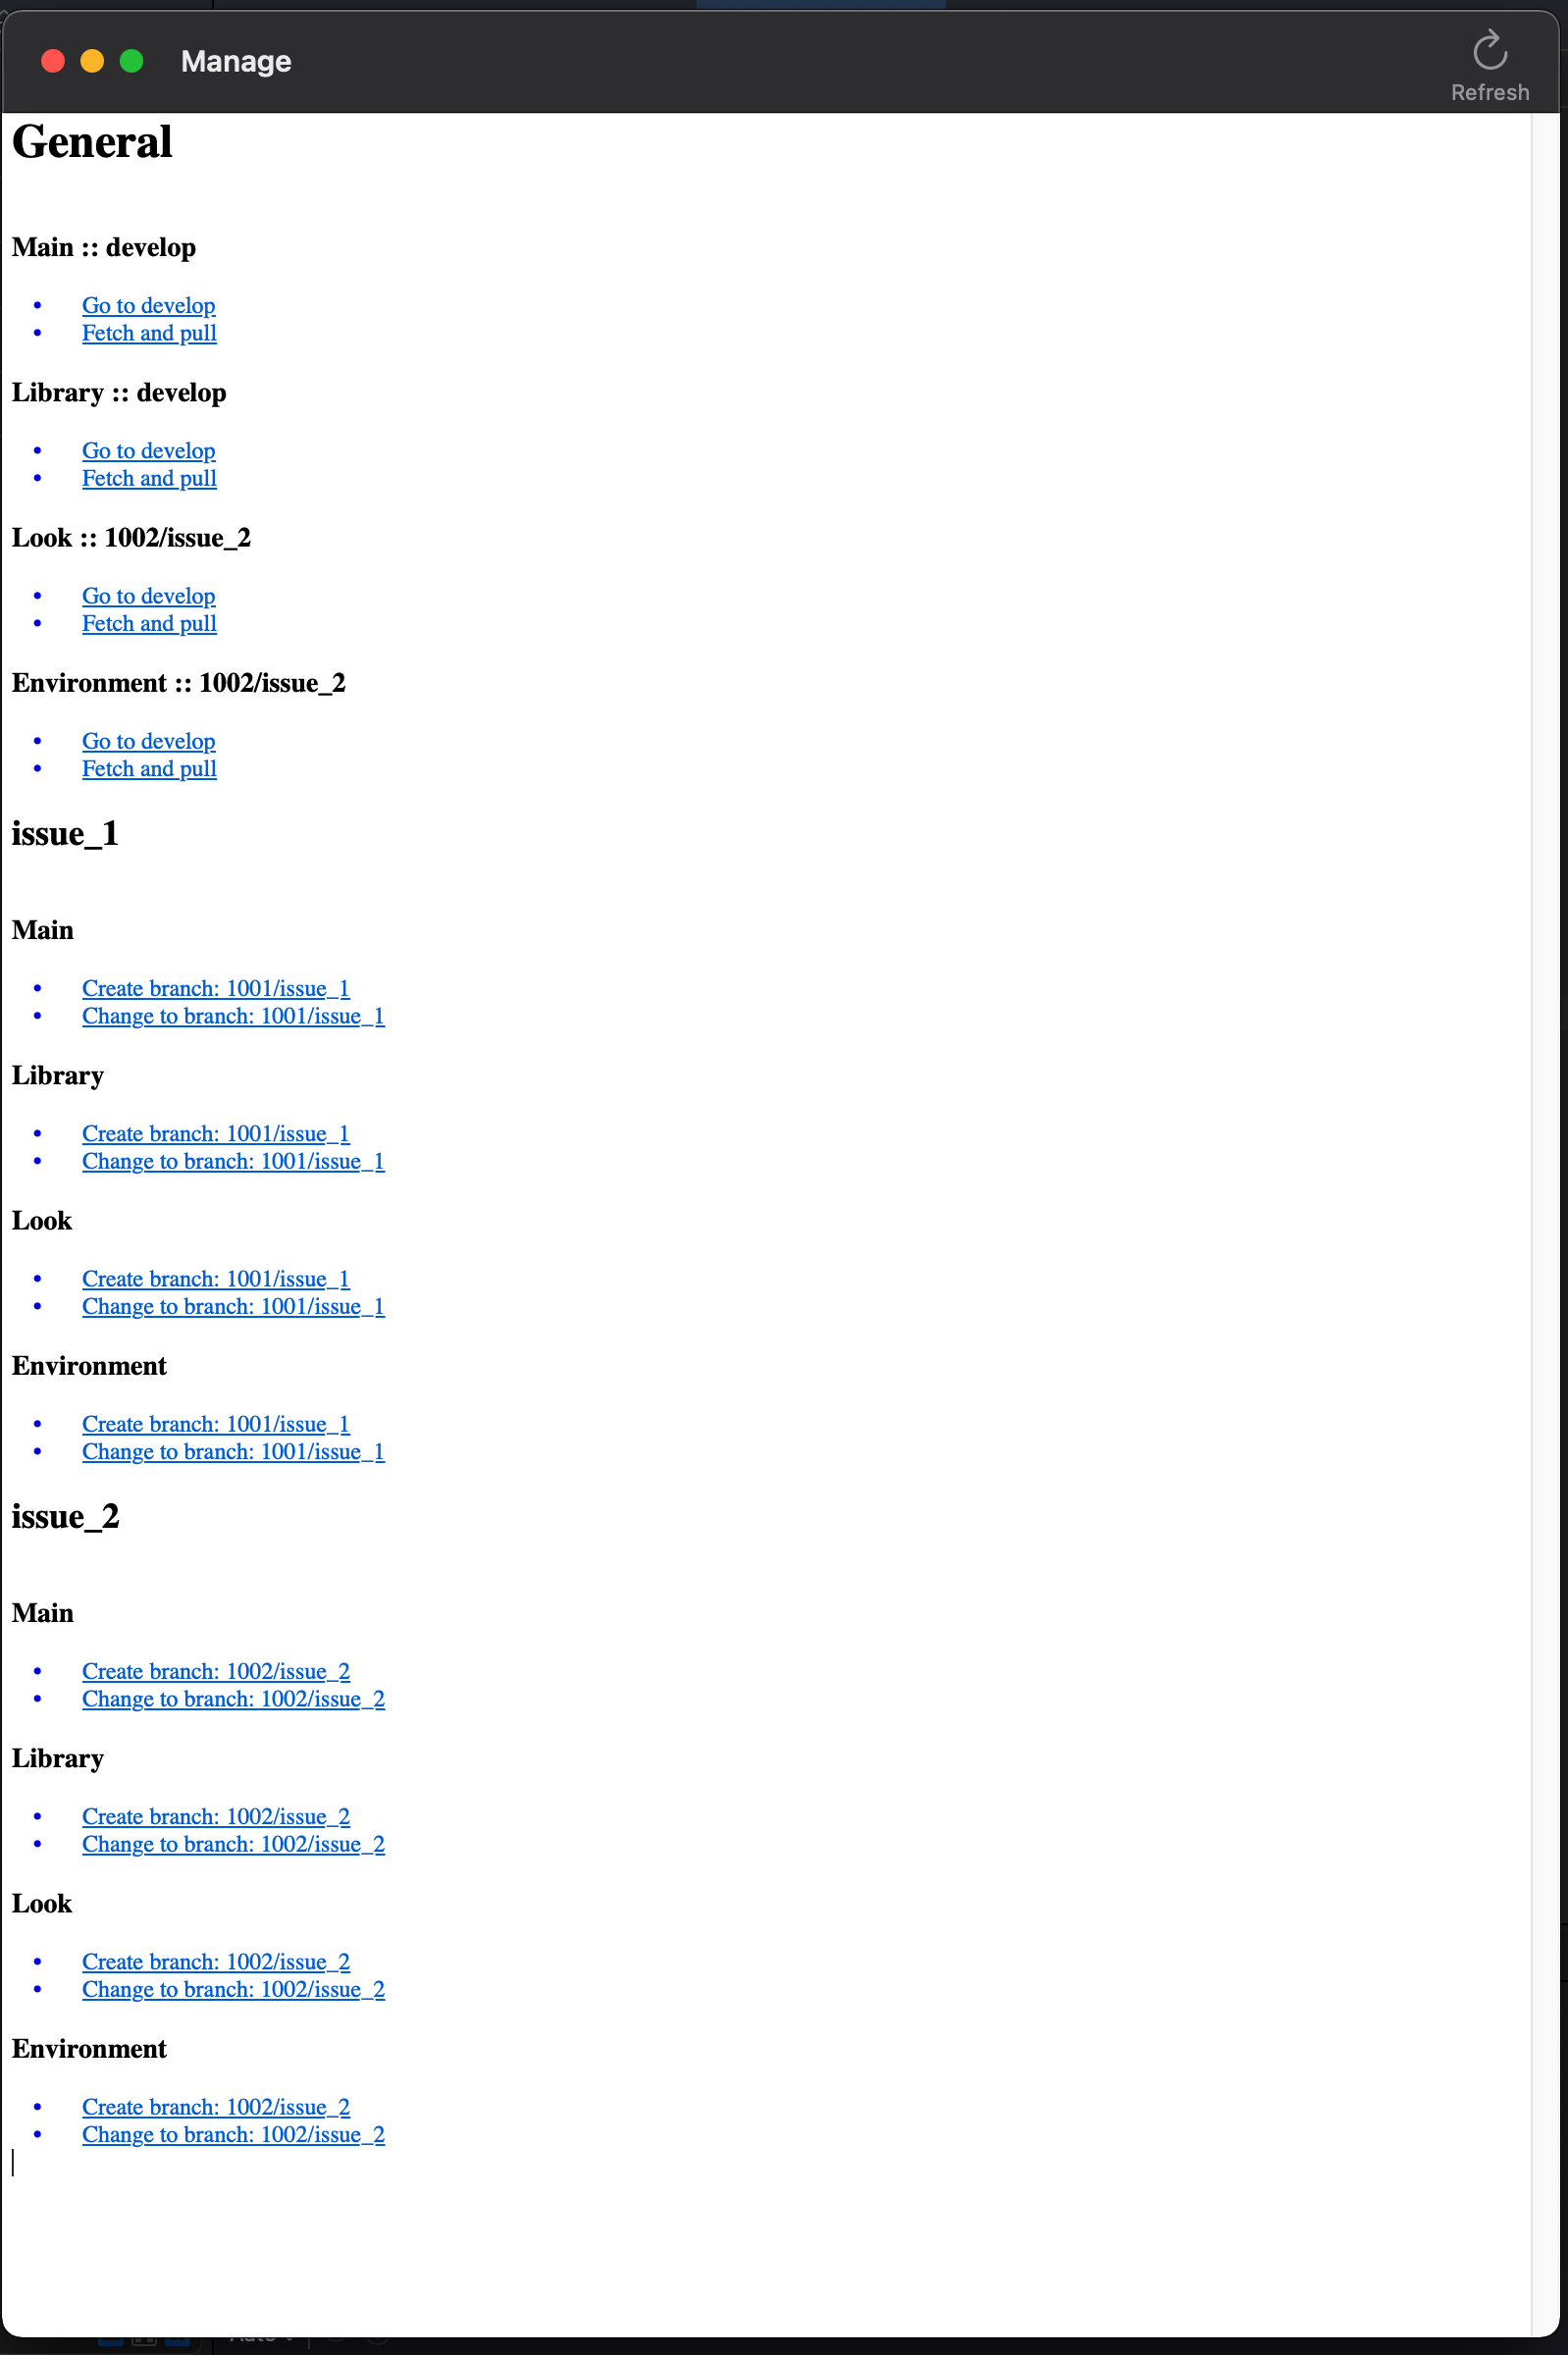 Manage
Refresh
General
Main :: develop
• Go to develop
• Fetch and pull
Library :: develop
• Go to develop
• Fetch and pull
Look :: 1002/issue_2
• Go to develop
• Fetch and pull
Environment :: 1002/issue_2
• Go to develop
• Fetch and pull
issue_1
Main
• Create branch: 1001/issue_1
• Change to branch: 1001/issue_1
Library
• Create branch: 1001/issue_1
• Change to branch: 1001/issue_1
Look
• Create branch: 1001/issue_1
• Change to branch: 1001/issue_1
Environment
• Create branch: 1001/issue_1
• Change to branch: 1001/issue_1
issue_2
Main
• Create branch: 1002/issue_2
• Change to branch: 1002/issue_2
Library
• Create branch: 1002/issue_2
• Change to branch: 1002/issue_2
Look
• Create branch: 1002/issue_2
• Change to branch: 1002/issue_2
Environment
• Create branch: 1002/issue_2
• Change to branch: 1002/issue_2